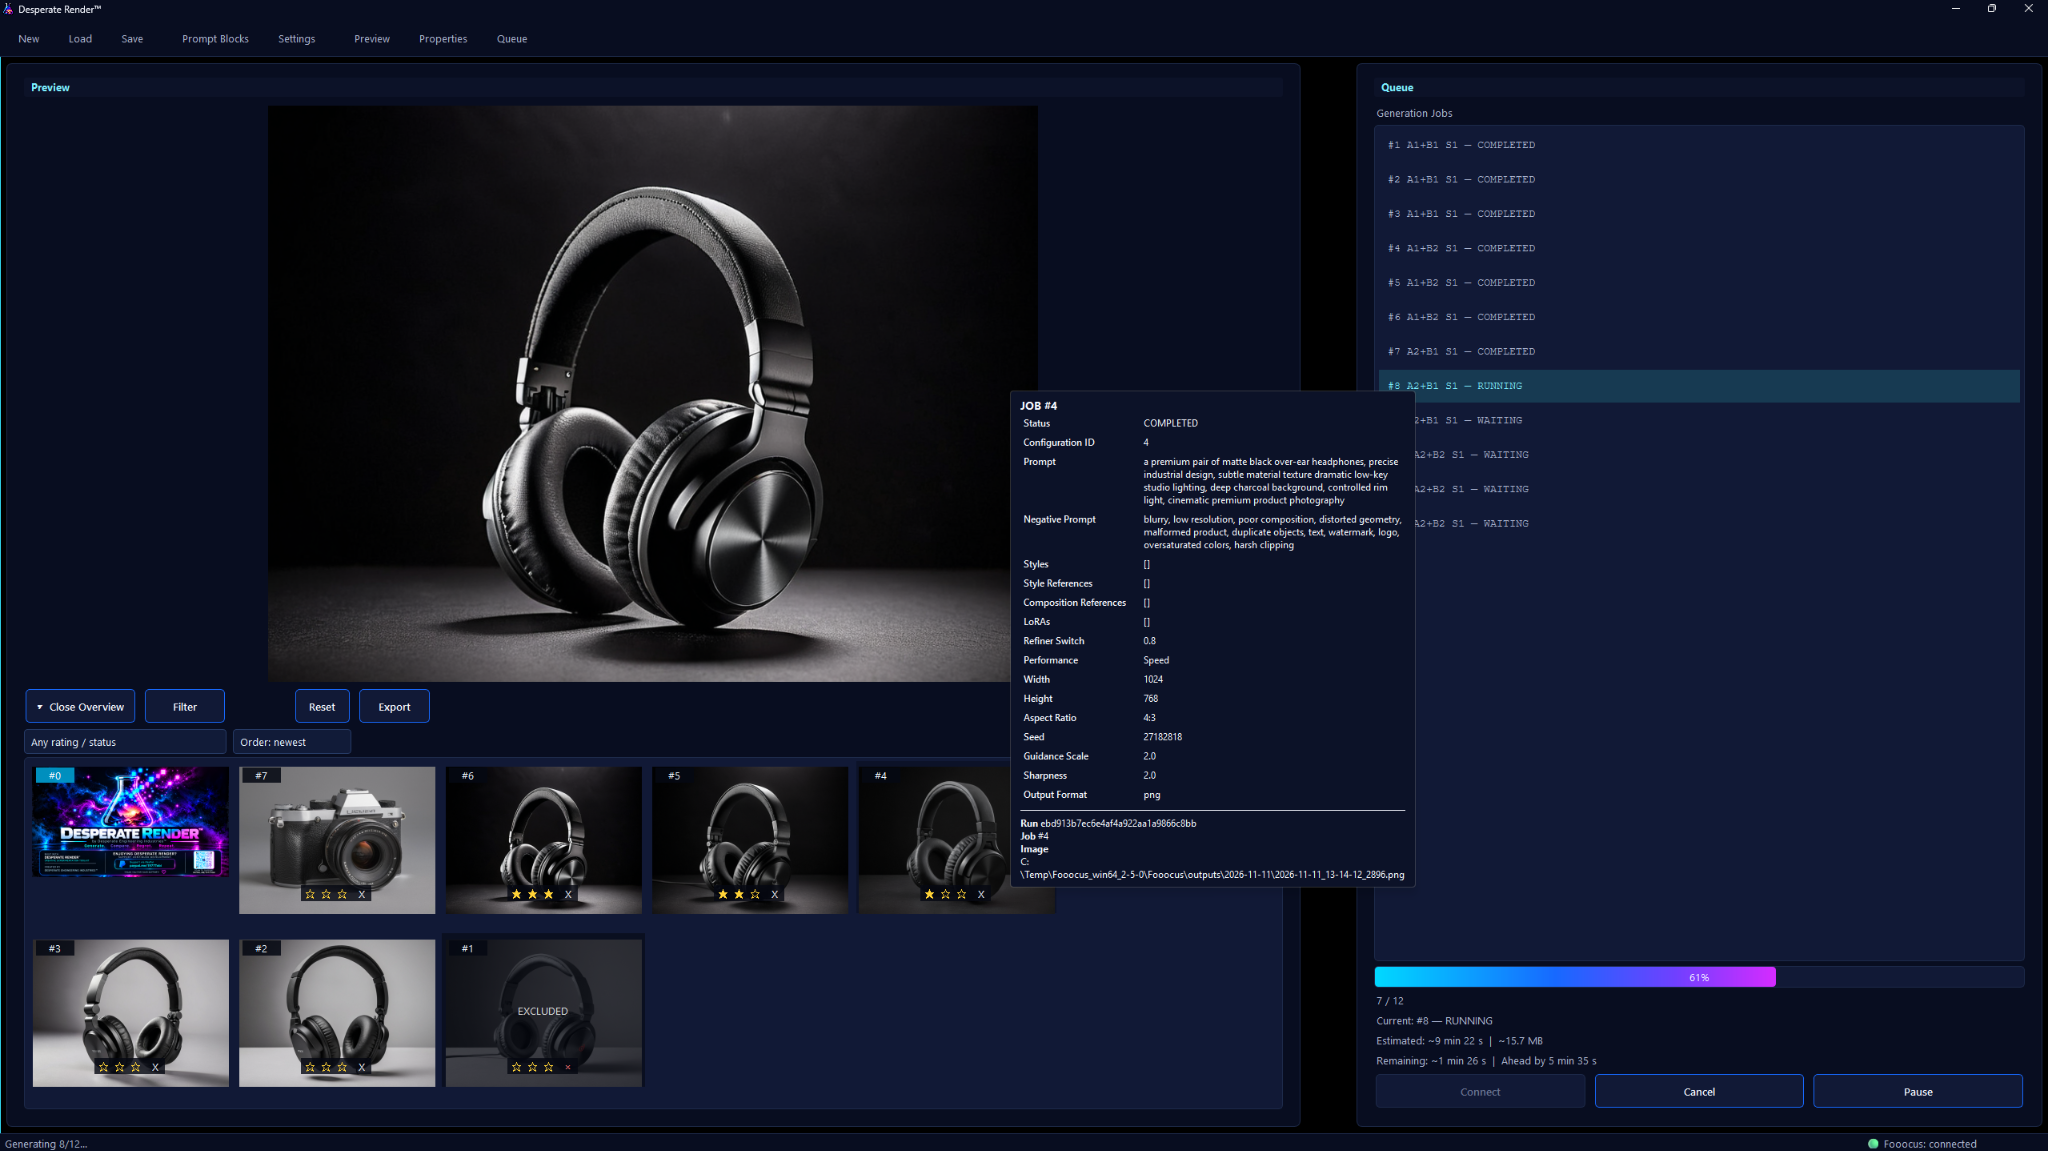 Desperate Render™
New Load Save Prompt Blocks Settings Preview Properties Queue
Preview
Close Overview
Filter
Reset
Export
Any rating / status
Order: newest
#0
DESPERATE RENDER™
#7
X
#6
X
#5
X
#4
X
#3
X
#2
X
#1
EXCLUDED
×
JOB #4
Status COMPLETED
Configuration ID 4
Prompt a premium pair of matte black over-ear headphones, precise
industrial design, subtle material texture dramatic low-key
studio lighting, deep charcoal background, controlled rim
light, cinematic premium product photography
Negative Prompt blurry, low resolution, poor composition, distorted geometry,
malformed product, duplicate objects, text, watermark, logo,
oversaturated colors, harsh clipping
Styles []
Style References []
Composition References []
LoRAs []
Refiner Switch 0.8
Performance Speed
Width 1024
Height 768
Aspect Ratio 4:3
Seed 27182818
Guidance Scale 2.0
Sharpness 2.0
Output Format png
Run ebd913b7ec6e4af4a922aa1a9866c8bb
Job #4
Image
C:
\Temp\Fooocus_win64_2-5-0\Fooocus\outputs\2026-11-11\2026-11-11_13-14-12_2896.png
Queue
Generation Jobs
#1 A1+B1 S1 — COMPLETED
#2 A1+B1 S1 — COMPLETED
#3 A1+B1 S1 — COMPLETED
#4 A1+B2 S1 — COMPLETED
#5 A1+B2 S1 — COMPLETED
#6 A1+B2 S1 — COMPLETED
#7 A2+B1 S1 — COMPLETED
#8 A2+B1 S1 — RUNNING
2+B1 S1 — WAITING
A2+B2 S1 — WAITING
A2+B2 S1 — WAITING
A2+B2 S1 — WAITING
61%
7 / 12
Current: #8 — RUNNING
Estimated: ~9 min 22 s | ~15.7 MB
Remaining: ~1 min 26 s | Ahead by 5 min 35 s
Connect
Cancel
Pause
Generating 8/12...
Fooocus: connected